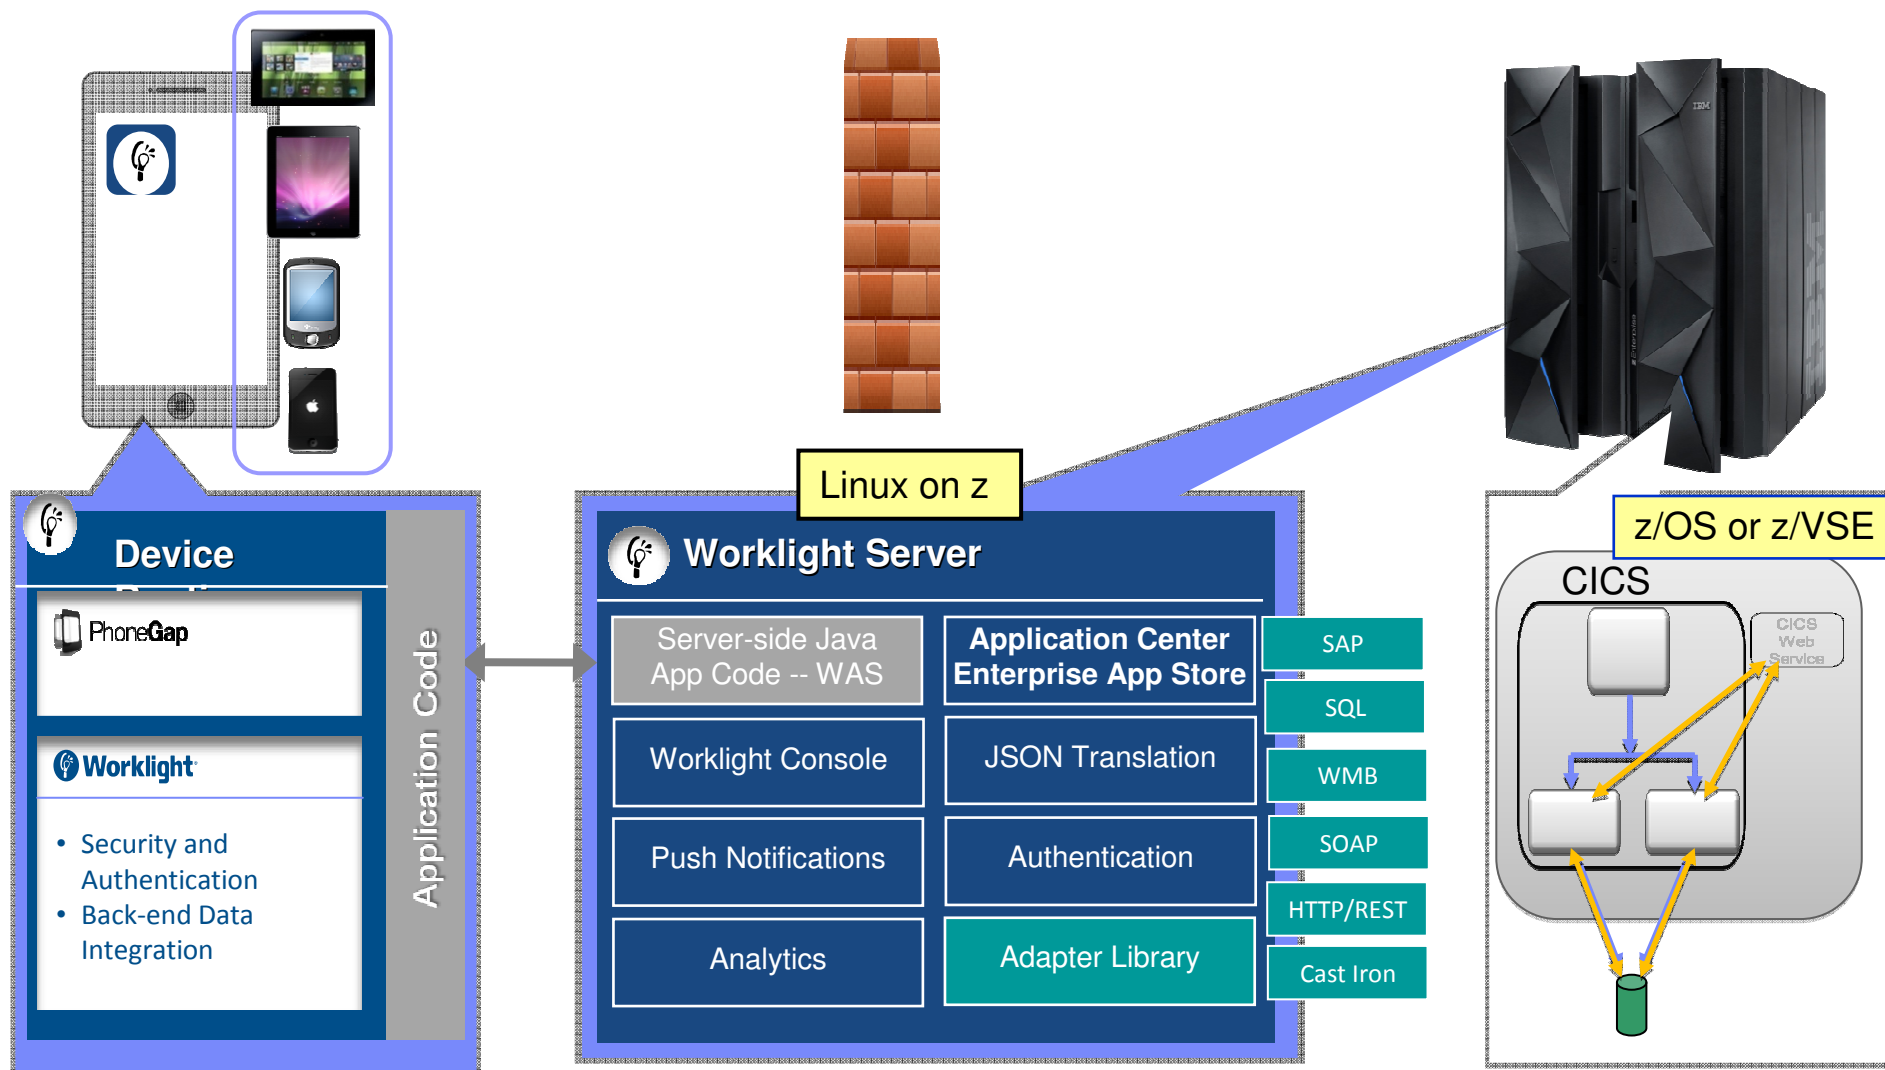 IBM
Linux on z
z/OS or z/VSE
Device
PhoneGap
Worklight
• Security and
Authentication
• Back-end Data
Integration
Application Code
Worklight Server
Server-side Java
App Code -- WAS
Application Center
Enterprise App Store
Worklight Console
JSON Translation
Push Notifications
Authentication
Analytics
Adapter Library
SAP
SQL
WMB
SOAP
HTTP/REST
Cast Iron
CICS
CICS
Web
Service